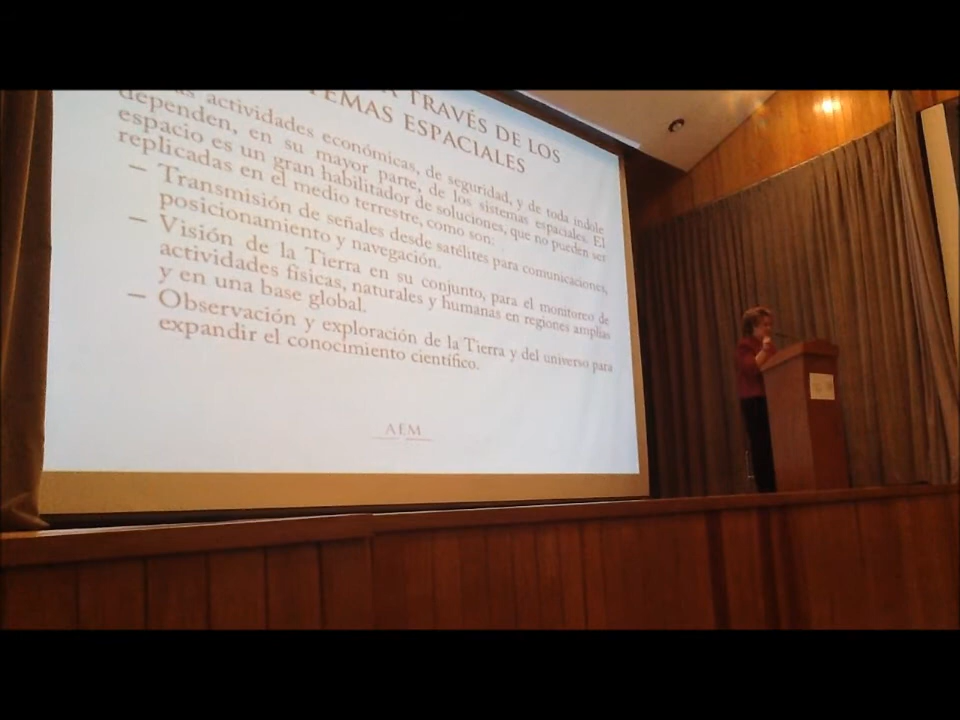 A TRAVÉS DE LOS
TEMAS ESPACIALES
as actividades económicas, de seguridad, y de toda índole
dependen, en su mayor parte, de los sistemas espaciales. El
espacio es un gran habilitador de soluciones, que no pueden ser
replicadas en el medio terrestre, como son:
– Transmisión de señales desde satélites para comunicaciones,
posicionamiento y navegación.
– Visión de la Tierra en su conjunto, para el monitoreo de
actividades físicas, naturales y humanas en regiones amplias
y en una base global.
– Observación y exploración de la Tierra y del universo para
expandir el conocimiento científico.
AEM